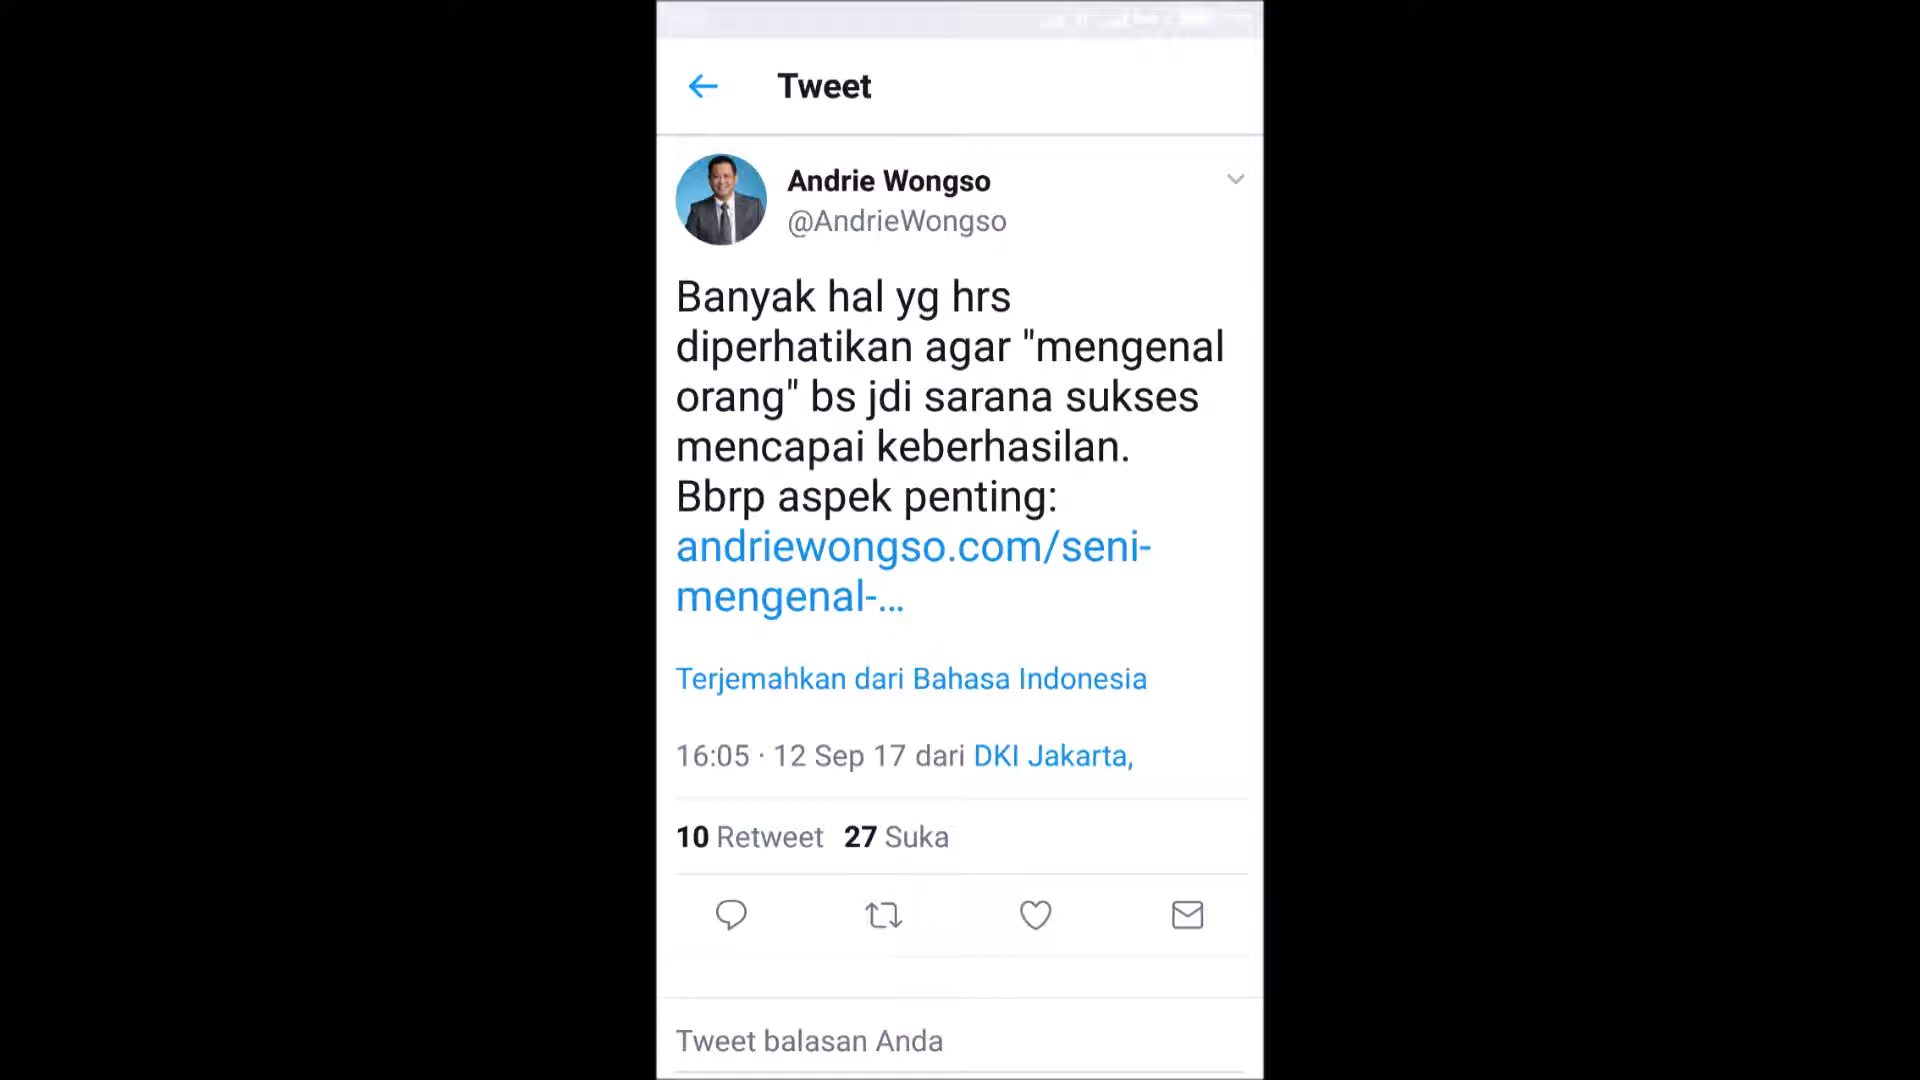 Tweet
Andrie Wongso
@AndrieWongso
Banyak hal yg hrs
diperhatikan agar "mengenal
orang" bs jdi sarana sukses
mencapai keberhasilan.
Bbrp aspek penting:
andriewongso.com/seni-
mengenal-…
Terjemahkan dari Bahasa Indonesia
16:05 · 12 Sep 17 dari DKI Jakarta,
10 Retweet 27 Suka
Tweet balasan Anda